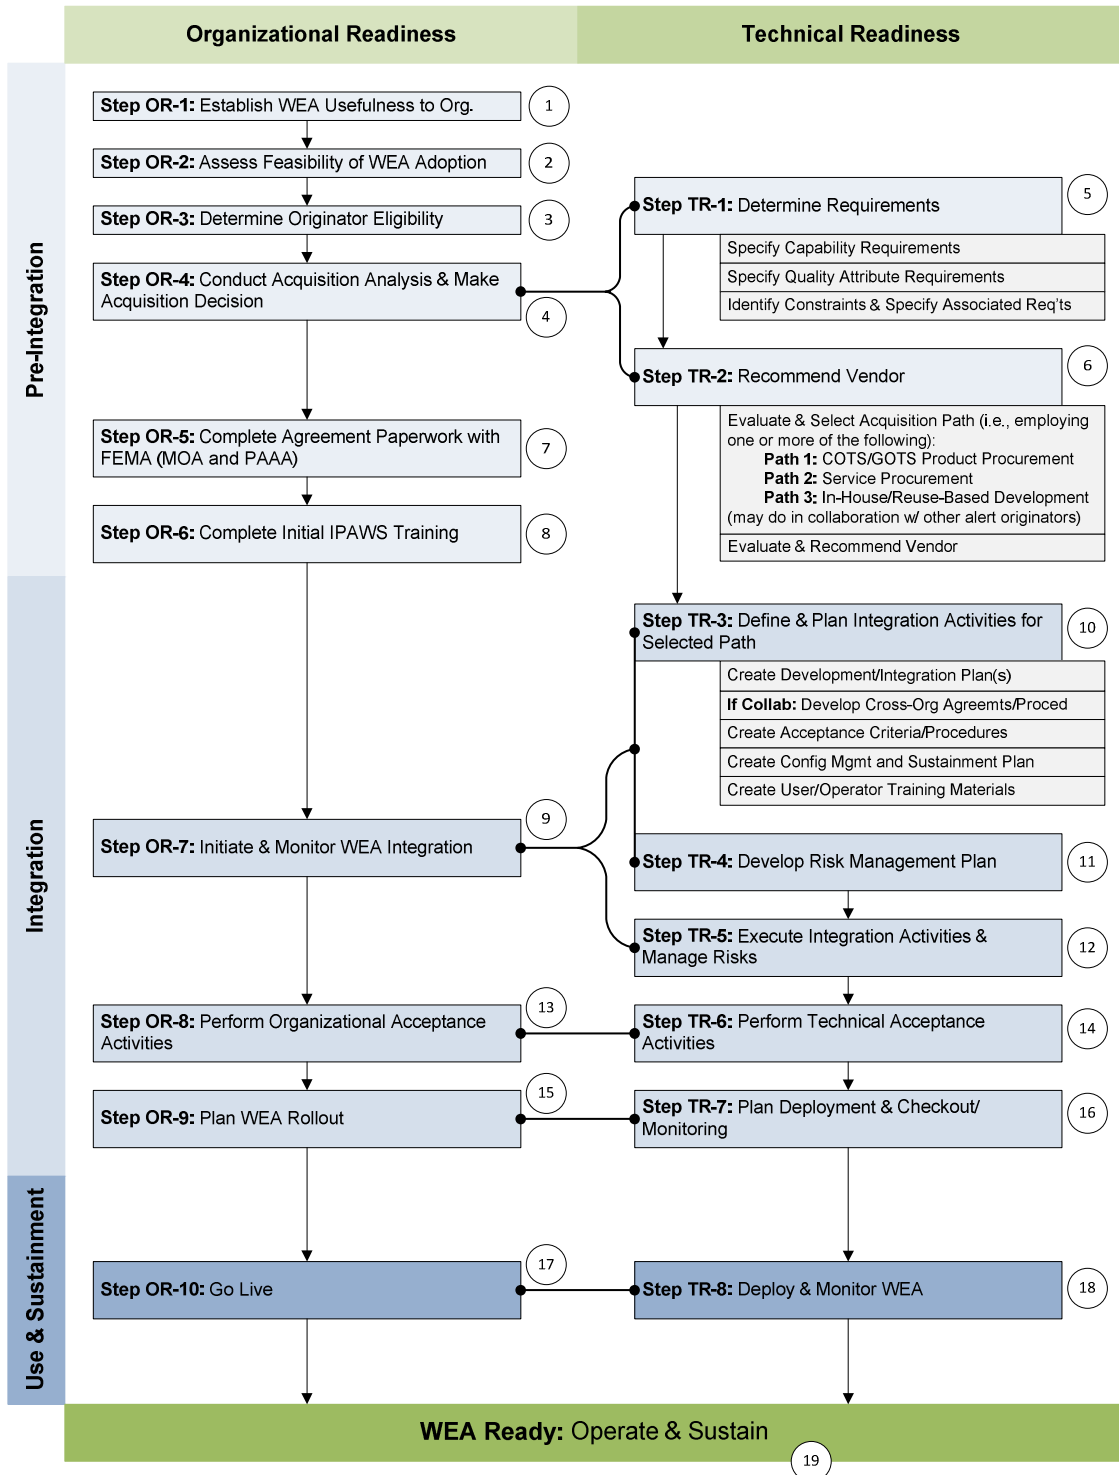 Organizational Readiness
Technical Readiness
Pre-Integration
Step OR-1: Establish WEA Usefulness to Org.
1
Step OR-2: Assess Feasibility of WEA Adoption
2
Step OR-3: Determine Originator Eligibility
3
Step OR-4: Conduct Acquisition Analysis & Make
Acquisition Decision
4
Step TR-1: Determine Requirements
5
Specify Capability Requirements
Specify Quality Attribute Requirements
Identify Constraints & Specify Associated Req'ts
Step TR-2: Recommend Vendor
6
Evaluate & Select Acquisition Path (i.e., employing
one or more of the following):
Path 1: COTS/GOTS Product Procurement
Path 2: Service Procurement
Path 3: In-House/Reuse-Based Development
(may do in collaboration w/ other alert originators)
Evaluate & Recommend Vendor
Step OR-5: Complete Agreement Paperwork with
FEMA (MOA and PAAA)
7
Step OR-6: Complete Initial IPAWS Training
8
Integration
Step OR-7: Initiate & Monitor WEA Integration
9
Step TR-3: Define & Plan Integration Activities for
Selected Path
10
Create Development/Integration Plan(s)
If Collab: Develop Cross-Org Agreemts/Proced
Create Acceptance Criteria/Procedures
Create Config Mgmt and Sustainment Plan
Create User/Operator Training Materials
Step TR-4: Develop Risk Management Plan
11
Step TR-5: Execute Integration Activities &
Manage Risks
12
Step OR-8: Perform Organizational Acceptance
Activities
13
Step TR-6: Perform Technical Acceptance
Activities
14
Step OR-9: Plan WEA Rollout
15
Step TR-7: Plan Deployment & Checkout/
Monitoring
16
Use & Sustainment
Step OR-10: Go Live
17
Step TR-8: Deploy & Monitor WEA
18
WEA Ready: Operate & Sustain
19